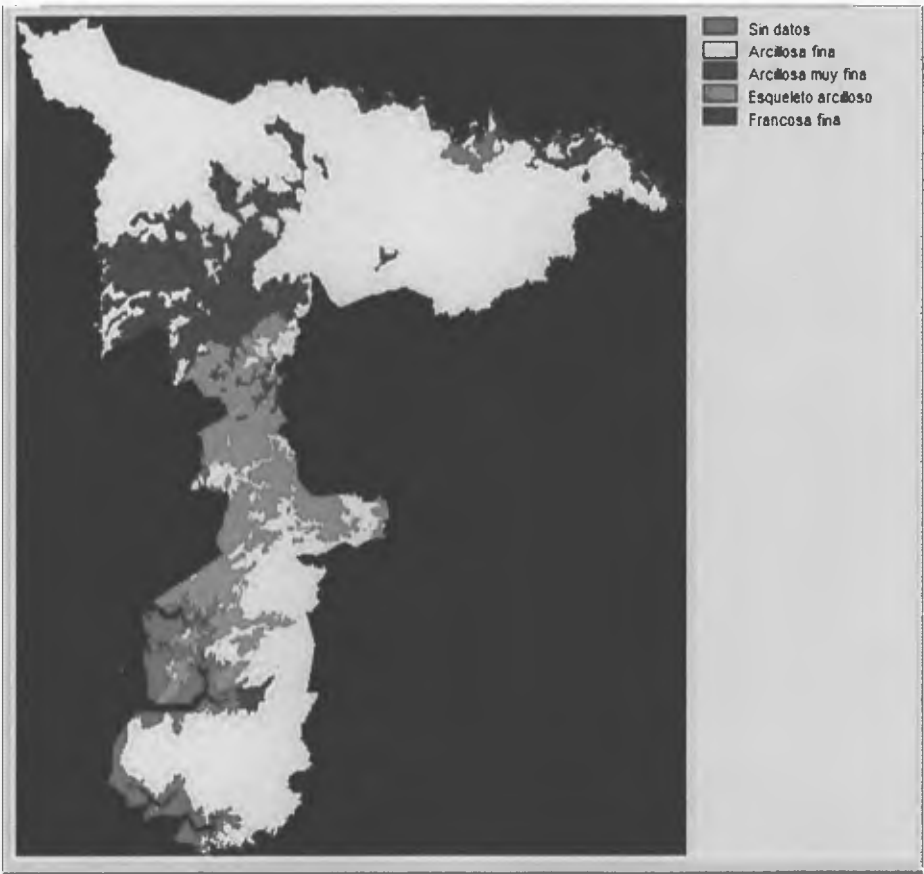 Sin datos
Arcillosa fina
Arcillosa muy fina
Esqueleto arcilloso
Francosa fina